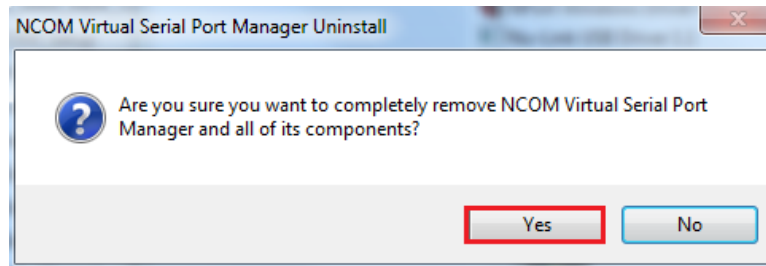 NCOM Virtual Serial Port Manager Uninstall
Are you sure you want to completely remove NCOM Virtual Serial Port
Manager and all of its components?
Yes
No